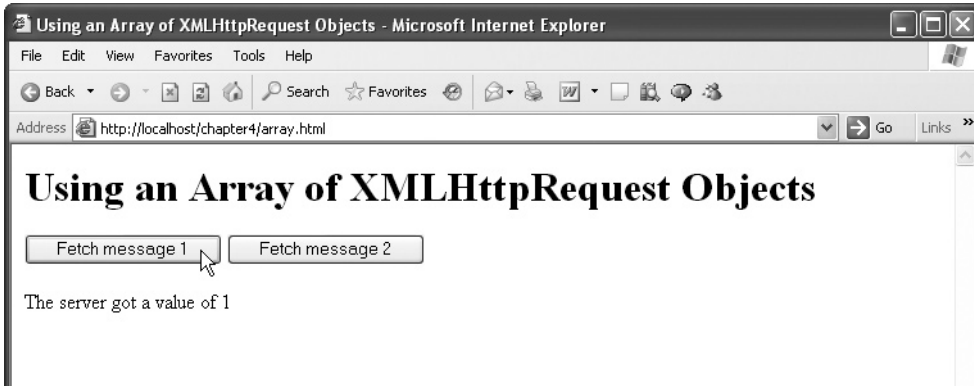 Using an Array of XMLHttpRequest Objects - Microsoft Internet Explorer
File Edit View Favorites Tools Help
Back Search Favorites
Address http://localhost/chapter4/array.html Go Links »
Using an Array of XMLHttpRequest Objects
Fetch message 1 Fetch message 2
The server got a value of 1